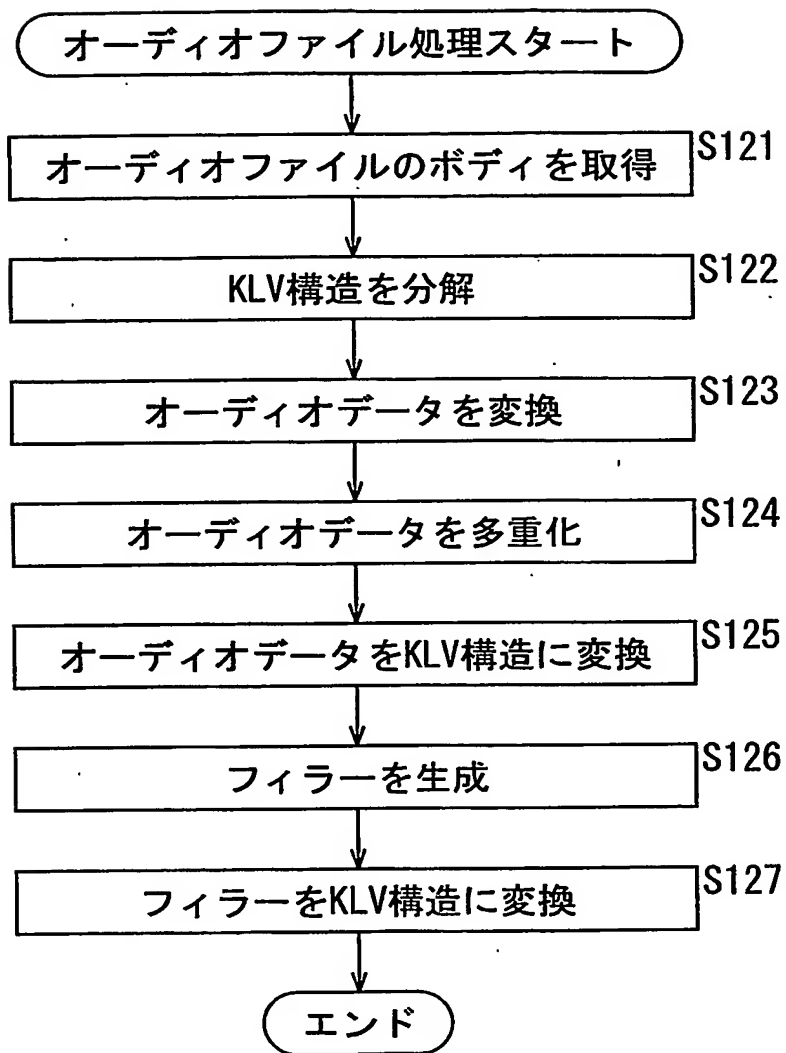 オーディオファイル処理スタート
オーディオファイルのボディを取得 S121
KLV構造を分解 S122
オーディオデータを変換 S123
オーディオデータを多重化 S124
オーディオデータをKLV構造に変換 S125
フィラーを生成 S126
フィラーをKLV構造に変換 S127
エンド